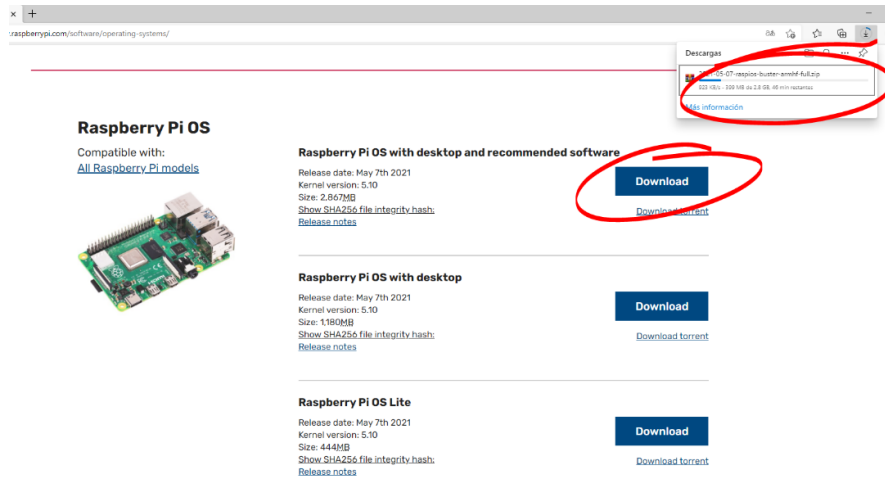 .raspberrypi.com/software/operating-systems/
Descargas
2021-05-07-raspios-buster-armhf-full.zip
Más información
Raspberry Pi OS
Compatible with:
All Raspberry Pi models
Raspberry Pi OS with desktop and recommended software
Release date: May 7th 2021
Kernel version: 5.10
Size: 2,867MB
Show SHA256 file integrity hash:
Release notes
Download
Download torrent
Raspberry Pi OS with desktop
Release date: May 7th 2021
Kernel version: 5.10
Size: 1,180MB
Show SHA256 file integrity hash:
Release notes
Download
Download torrent
Raspberry Pi OS Lite
Release date: May 7th 2021
Kernel version: 5.10
Size: 444MB
Show SHA256 file integrity hash:
Release notes
Download
Download torrent